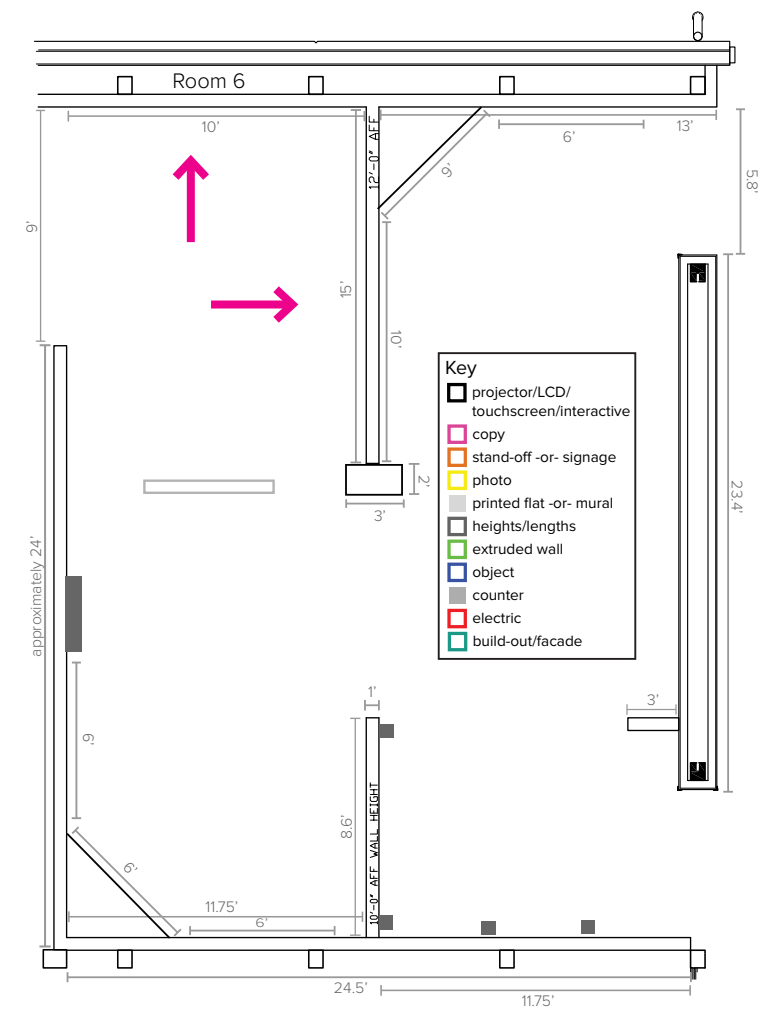 Room 6
10'
6'
13'
12'-0" AFF
9'
5.8'
9'
15'
10'
Key
projector/LCD/
touchscreen/interactive
copy
stand-off -or- signage
photo
printed flat -or- mural
heights/lengths
extruded wall
object
counter
electric
build-out/facade
2'
3'
23.4'
approximately 24'
1'
3'
6'
8.6'
10'-0" AFF WALL HEIGHT
6'
11.75'
6'
24.5'
11.75'